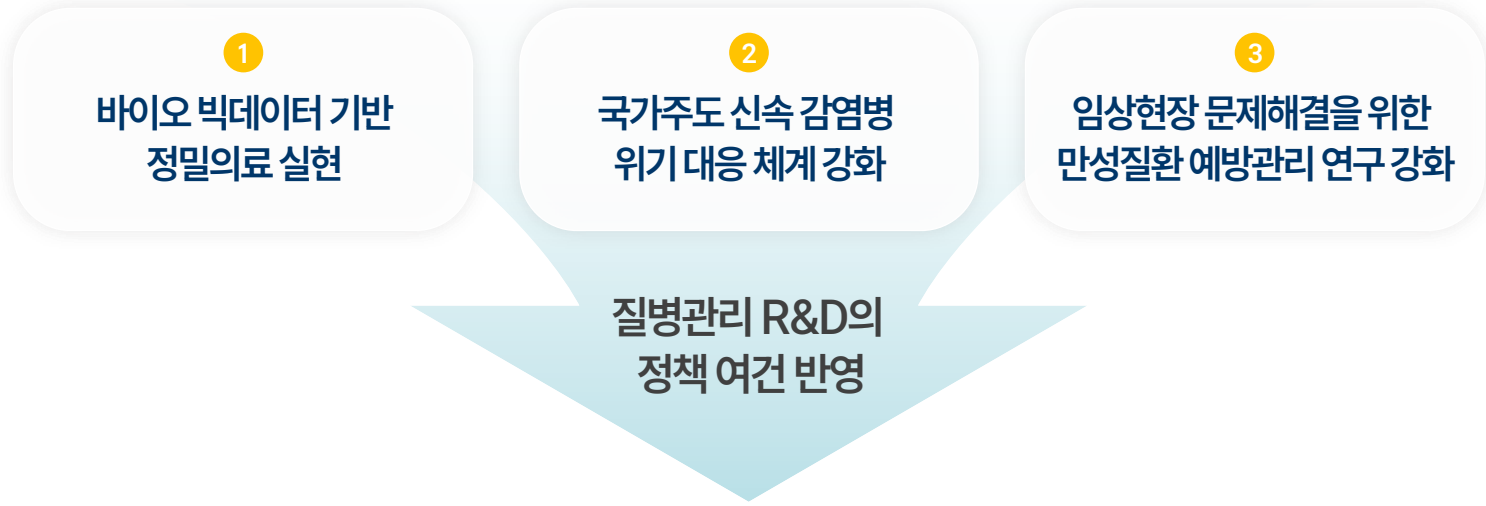 1
바이오 빅데이터 기반
정밀의료 실현
2
국가주도 신속 감염병
위기 대응 체계 강화
3
임상현장 문제해결을 위한
만성질환 예방관리 연구 강화
질병관리 R&D의
정책 여건 반영